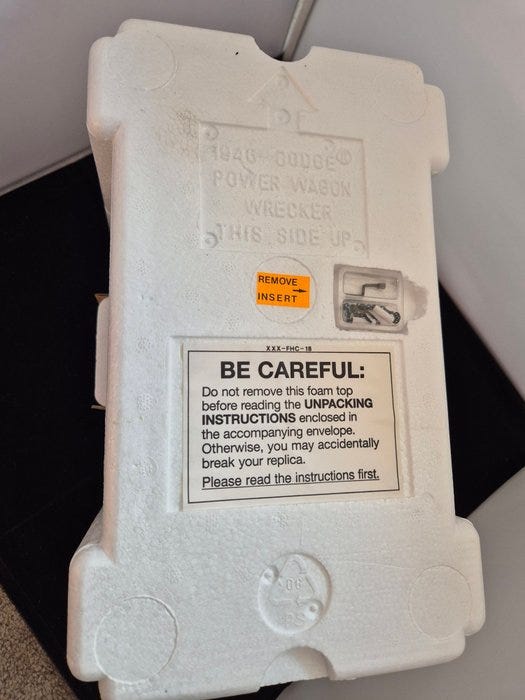 1946 DODGE®
POWER WAGON
WRECKER
THIS SIDE UP
REMOVE
INSERT
XXX-FHC-18
BE CAREFUL:
Do not remove this foam top
before reading the UNPACKING
INSTRUCTIONS enclosed in
the accompanying envelope.
Otherwise, you may accidentally
break your replica.
Please read the instructions first.
06
PS